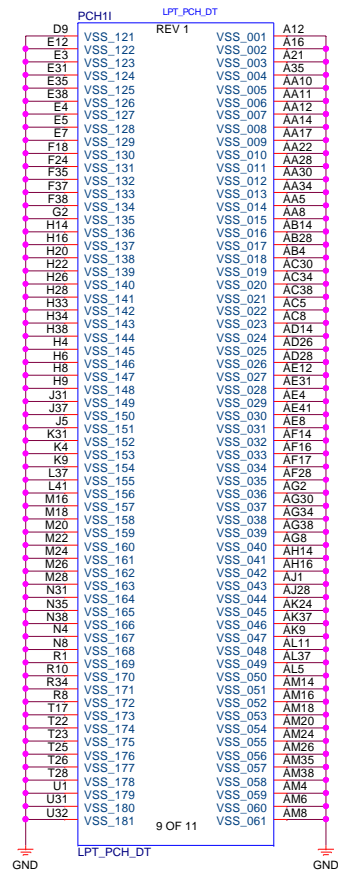 PCH1I LPT_PCH_DT
REV 1
D9 VSS_121 VSS_001 A12
E12 VSS_122 VSS_002 A16
E3 VSS_123 VSS_003 A21
E31 VSS_124 VSS_004 A35
E35 VSS_125 VSS_005 AA10
E38 VSS_126 VSS_006 AA11
E4 VSS_127 VSS_007 AA12
E5 VSS_128 VSS_008 AA14
E7 VSS_129 VSS_009 AA17
F18 VSS_130 VSS_010 AA22
F24 VSS_131 VSS_011 AA28
F35 VSS_132 VSS_012 AA30
F37 VSS_133 VSS_013 AA34
F38 VSS_134 VSS_014 AA5
G2 VSS_135 VSS_015 AA8
H14 VSS_136 VSS_016 AB14
H16 VSS_137 VSS_017 AB28
H20 VSS_138 VSS_018 AB4
H22 VSS_139 VSS_019 AC30
H26 VSS_140 VSS_020 AC34
H28 VSS_141 VSS_021 AC38
H33 VSS_142 VSS_022 AC5
H34 VSS_143 VSS_023 AC8
H38 VSS_144 VSS_024 AD14
H4 VSS_145 VSS_025 AD26
H6 VSS_146 VSS_026 AD28
H8 VSS_147 VSS_027 AE12
H9 VSS_148 VSS_028 AE31
J31 VSS_149 VSS_029 AE4
J37 VSS_150 VSS_030 AE41
J5 VSS_151 VSS_031 AE8
K31 VSS_152 VSS_032 AF14
K4 VSS_153 VSS_033 AF16
K9 VSS_154 VSS_034 AF17
L37 VSS_155 VSS_035 AF28
L41 VSS_156 VSS_036 AG2
M16 VSS_157 VSS_037 AG30
M18 VSS_158 VSS_038 AG34
M20 VSS_159 VSS_039 AG38
M22 VSS_160 VSS_040 AG8
M24 VSS_161 VSS_041 AH14
M26 VSS_162 VSS_042 AH16
M28 VSS_163 VSS_043 AJ1
N31 VSS_164 VSS_044 AJ28
N35 VSS_165 VSS_045 AK24
N38 VSS_166 VSS_046 AK37
N4 VSS_167 VSS_047 AK9
N8 VSS_168 VSS_048 AL11
R1 VSS_169 VSS_049 AL37
R10 VSS_170 VSS_050 AL5
R34 VSS_171 VSS_051 AM14
R8 VSS_172 VSS_052 AM16
T17 VSS_173 VSS_053 AM18
T22 VSS_174 VSS_054 AM20
T23 VSS_175 VSS_055 AM24
T25 VSS_176 VSS_056 AM26
T26 VSS_177 VSS_057 AM35
T28 VSS_178 VSS_058 AM38
U1 VSS_179 VSS_059 AM4
U31 VSS_180 VSS_060 AM6
U32 VSS_181 VSS_061 AM8
9 OF 11
LPT_PCH_DT
GND GND